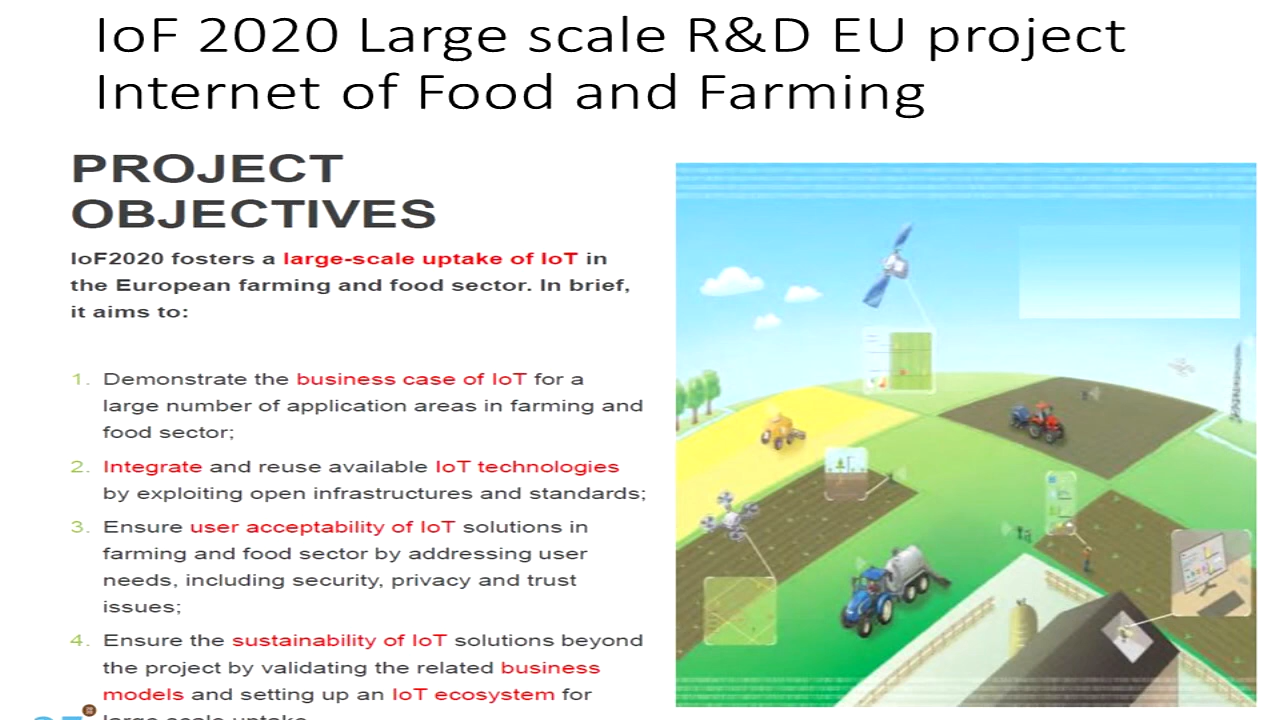 IoF 2020 Large scale R&D EU project
Internet of Food and Farming
PROJECT
OBJECTIVES
IoF2020 fosters a large-scale uptake of IoT in
the European farming and food sector. In brief,
it aims to:
1. Demonstrate the business case of IoT for a
large number of application areas in farming and
food sector;
2. Integrate and reuse available IoT technologies
by exploiting open infrastructures and standards;
3. Ensure user acceptability of IoT solutions in
farming and food sector by addressing user
needs, including security, privacy and trust
issues;
4. Ensure the sustainability of IoT solutions beyond
the project by validating the related business
models and setting up an IoT ecosystem for
large scale uptake